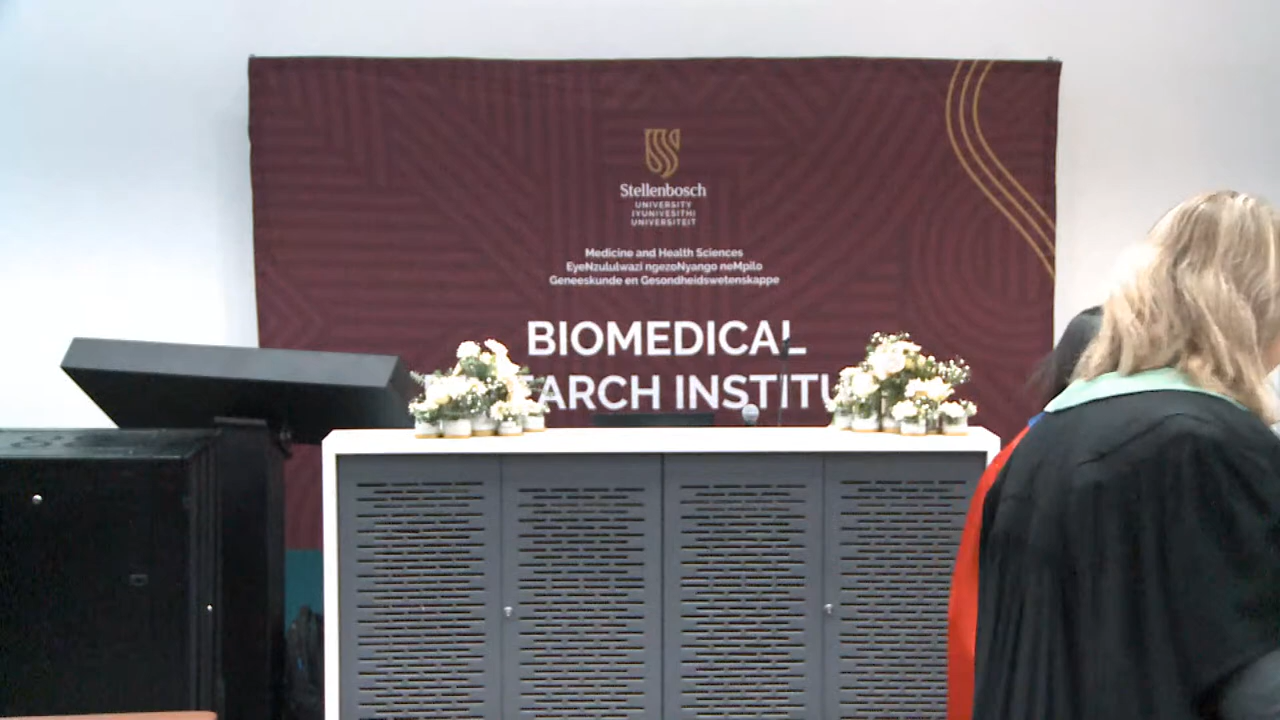 Stellenbosch
UNIVERSITY
IYUNIVESITHI
UNIVERSITEIT
Medicine and Health Sciences
EyeNzululwazi ngezoNyango neMpilo
Geneeskunde en Gesondheidswetenskappe
BIOMEDICAL
ARCH INSTITU